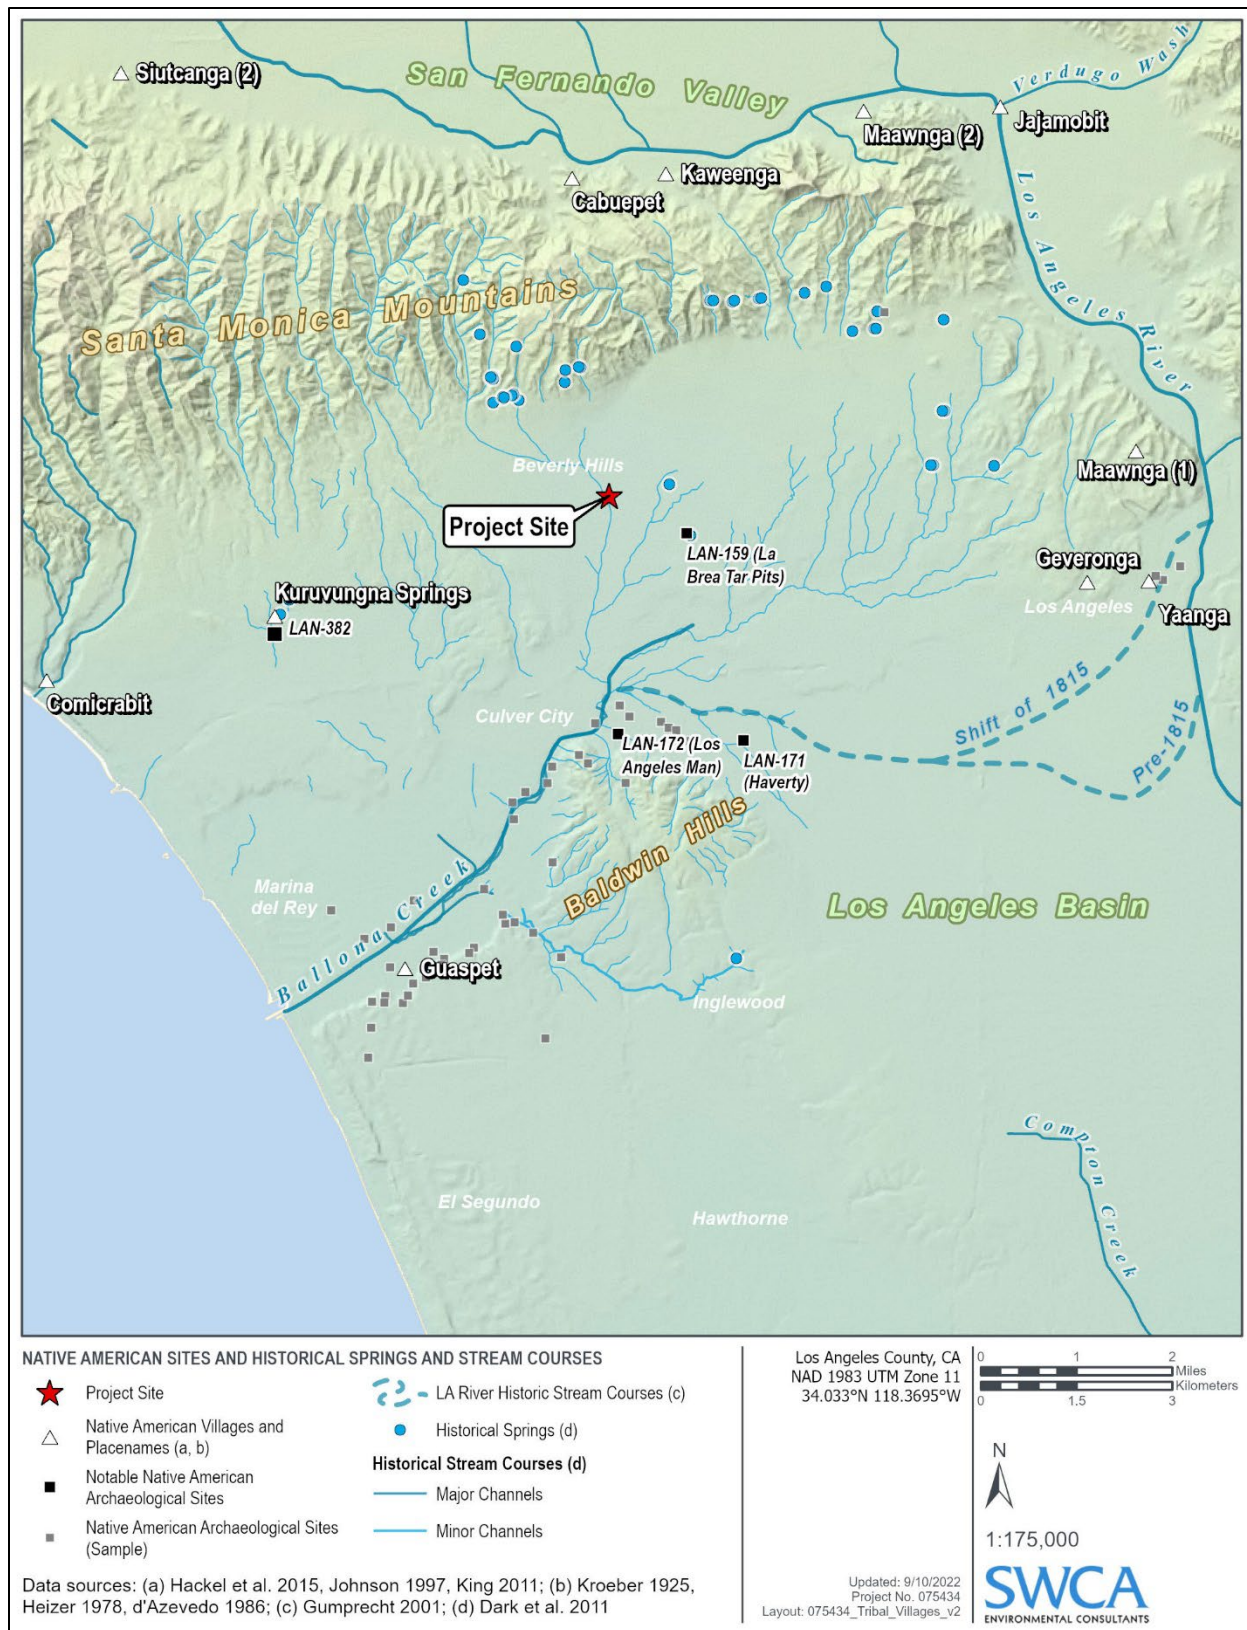 Siutcanga (2)
San Fernando Valley
Verdugo Wash
Maawnga (2)
Jajamobit
Kaweenga
Cabuepet
Los Angeles River
Santa Monica Mountains
Beverly Hills
Maawnga (1)
Project Site
LAN-159 (La
Brea Tar Pits)
Geveronga
Kuruvungna Springs
LAN-382
Los Angeles
Yaanga
Comicrabit
Shift of 1815
Culver City
LAN-172 (Los
Angeles Man)
LAN-171
(Haverty)
Pre-1815
Baldwin Hills
Marina
del Rey
Ballona Creek
Los Angeles Basin
Guaspet
Inglewood
Compton Creek
El Segundo
Hawthorne
NATIVE AMERICAN SITES AND HISTORICAL SPRINGS AND STREAM COURSES
Project Site
Native American Villages and
Placenames (a, b)
Notable Native American
Archaeological Sites
Native American Archaeological Sites
(Sample)
LA River Historic Stream Courses (c)
Historical Springs (d)
Historical Stream Courses (d)
Major Channels
Minor Channels
Data sources: (a) Hackel et al. 2015, Johnson 1997, King 2011; (b) Kroeber 1925,
Heizer 1978, d'Azevedo 1986; (c) Gumprecht 2001; (d) Dark et al. 2011
Los Angeles County, CA
NAD 1983 UTM Zone 11
34.033°N 118.3695°W
Updated: 9/10/2022
Project No. 075434
Layout: 075434_Tribal_Villages_v2
0 1 2
Miles
Kilometers
0 1.5 3
N
1:175,000
SWCA
ENVIRONMENTAL CONSULTANTS